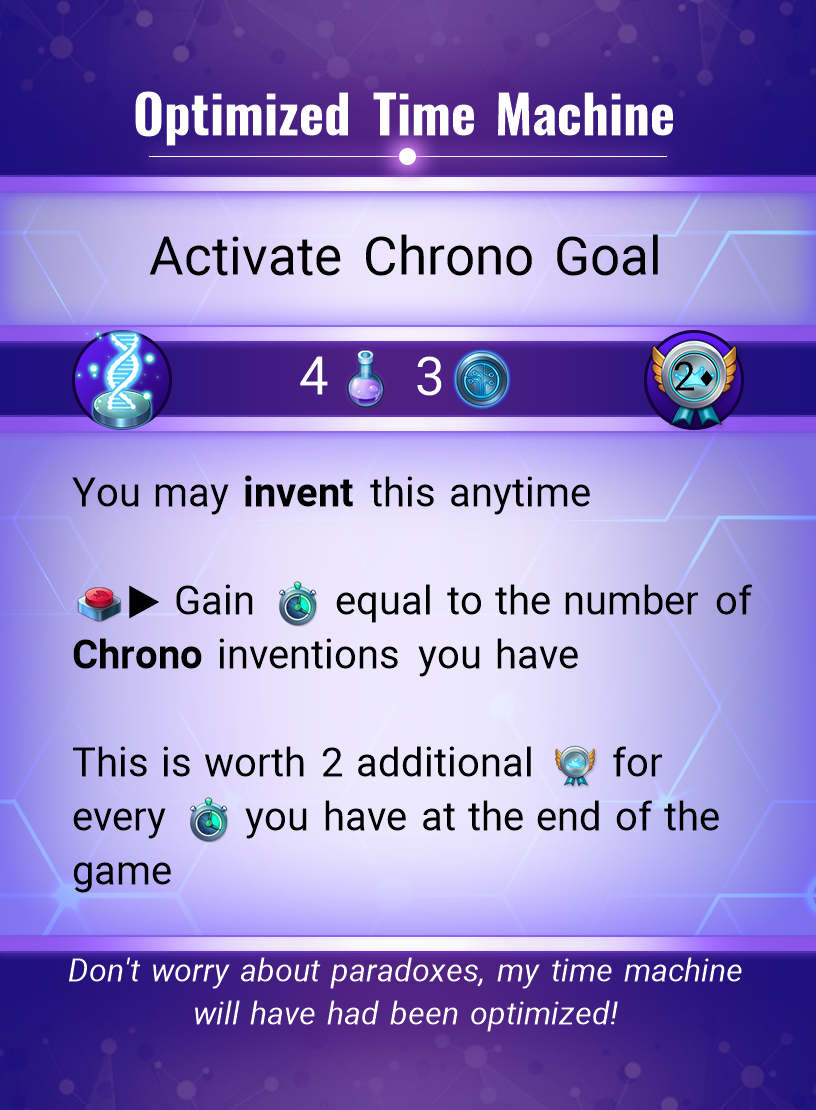 Optimized Time Machine
Activate Chrono Goal
4 3 2♦
You may invent this anytime
▶ Gain equal to the number of
Chrono inventions you have
This is worth 2 additional for
every you have at the end of the
game
Don't worry about paradoxes, my time machine
will have had been optimized!